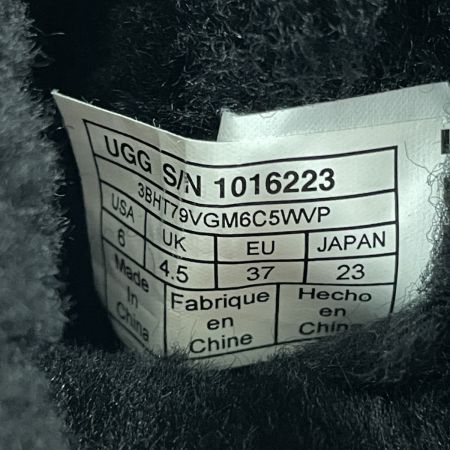 UGG S/N 1016223
3BHT79VGM6C5WVP
USA UK EU JAPAN
6 4.5 37 23
Made in China
Fabrique en Chine
Hecho en China